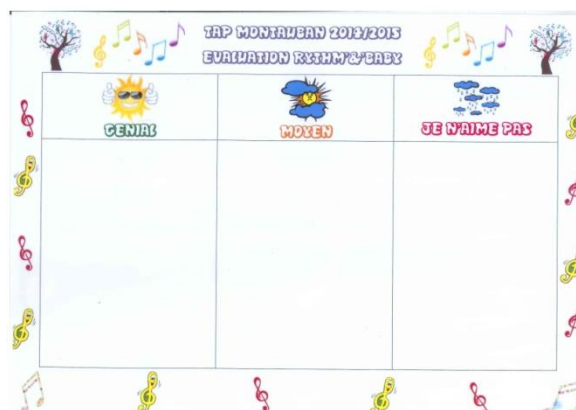 TAP MONTAUBAN 2014/2015
EVALUATION RYTHM'&'BABY
GENIAL
MOYEN
JE N'AIME PAS